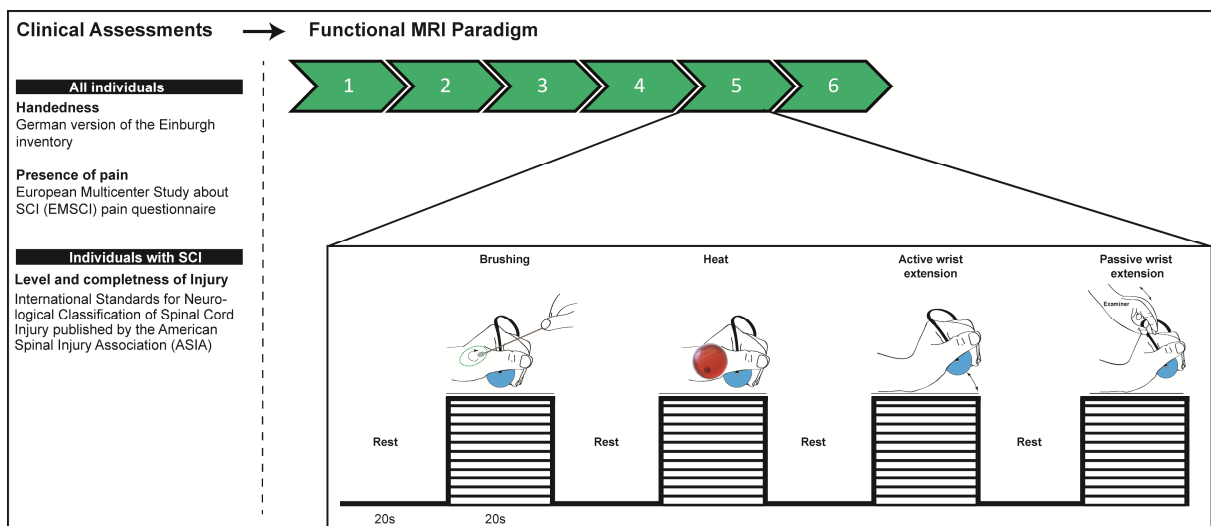 Clinical Assessments
Functional MRI Paradigm
All individuals
Handedness
German version of the Einburgh
inventory
Presence of pain
European Multicenter Study about
SCI (EMSCI) pain questionnaire
Individuals with SCI
Level and completness of Injury
International Standards for Neuro-
logical Classification of Spinal Cord
Injury published by the American
Spinal Injury Association (ASIA)
1 2 3 4 5 6
Brushing
Heat
Active wrist
extension
Passive wrist
extension
Examiner
Rest
Rest
Rest
Rest
20s
20s